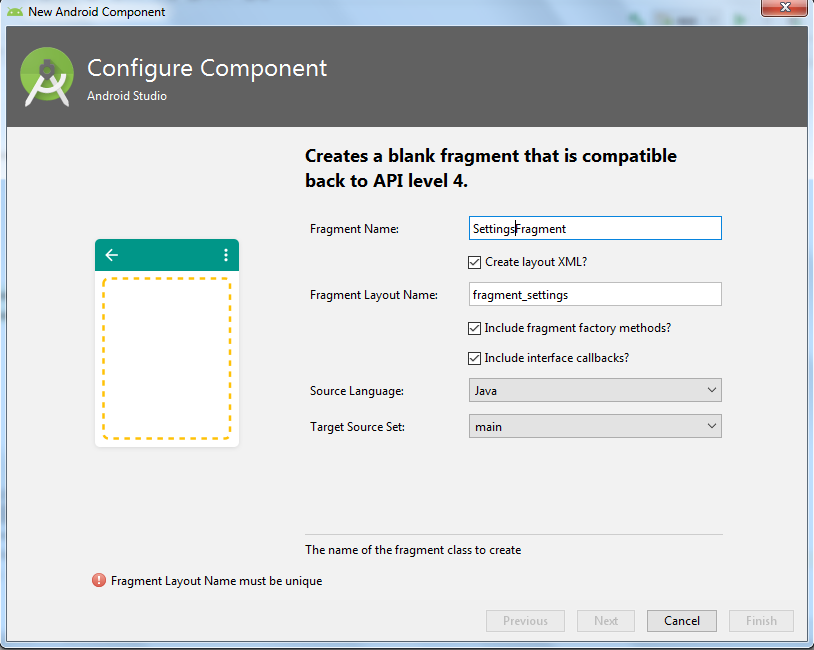 New Android Component
Configure Component
Android Studio
Creates a blank fragment that is compatible
back to API level 4.
Fragment Name: SettingsFragment
Create layout XML?
Fragment Layout Name: fragment_settings
Include fragment factory methods?
Include interface callbacks?
Source Language: Java
Target Source Set: main
The name of the fragment class to create
Fragment Layout Name must be unique
Previous Next Cancel Finish